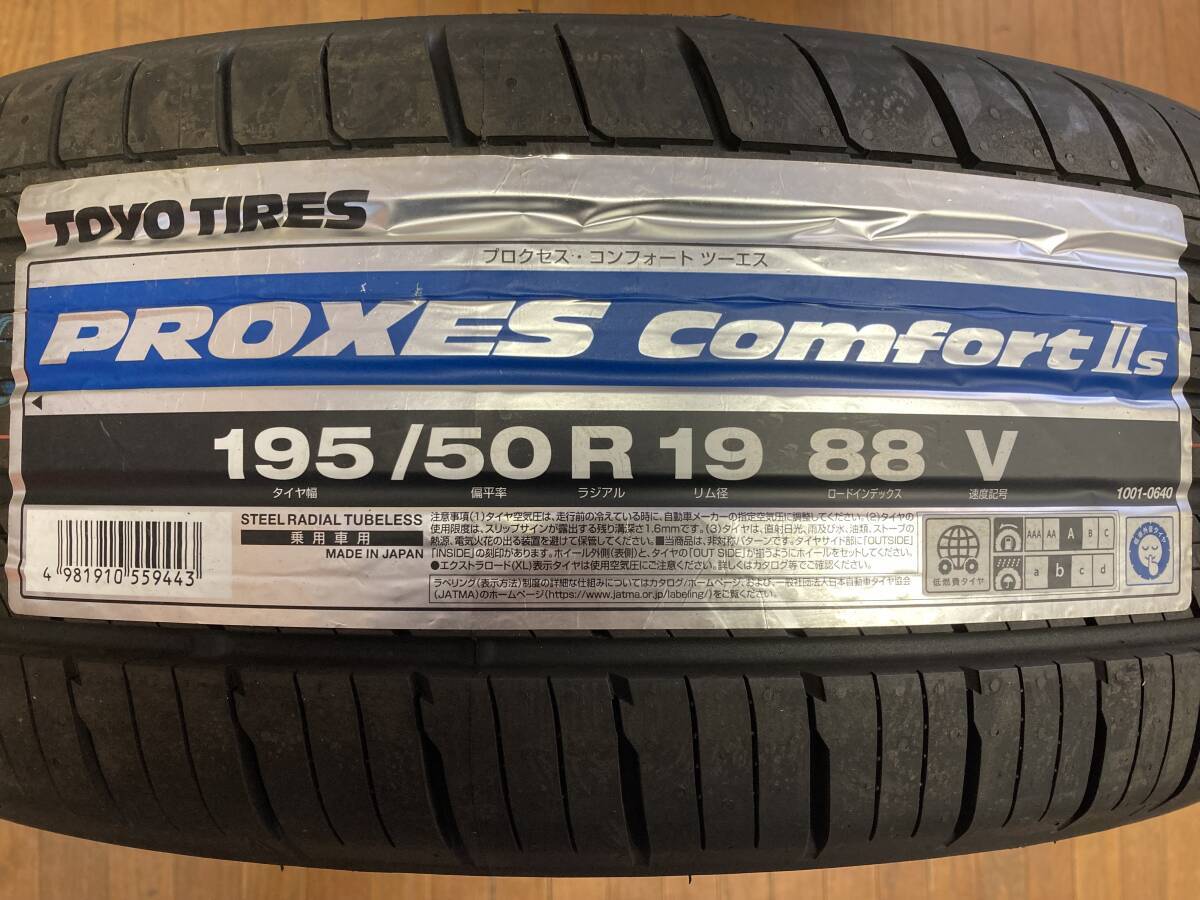 TOYO TIRES
プロクセス・コンフォート ツーエス
PROXES Comfort IIs
195 /50 R 19 88 V
タイヤ幅 偏平率 ラジアル リム径 ロードインデックス 速度記号
1001-0640
4 981910 559443
STEEL RADIAL TUBELESS
乗用車用
MADE IN JAPAN
注意事項(1)タイヤ空気圧は、走行前の冷えている時に、自動車メーカーの指定空気圧に調整してください。(2)タイヤの
使用限度は、スリップサインが露出する残り溝深さ1.6mmです。(3)タイヤは、直射日光、雨及び水、油類、ストーブの
熱源、電気火花の出る装置を避けて保管してください。■当商品は、非対称パターンです。タイヤサイド部に「OUTSIDE」
「INSIDE」の刻印があります。ホイール外側(表側)と、タイヤの「OUT SIDE」が揃うようにホイールをセットしてください。
●エクストラロード(XL)表示タイヤは使用空気圧にご注意ください。詳しくはカタログ等でご確認ください。
ラベリング(表示方法)制度の詳細な仕組みについてはカタログ/ホームページ、および、一般社団法人日本自動車タイヤ協会
(JATMA)のホームページ(https://www.jatma.or.jp/labeling/)をご覧ください。
低燃費タイヤ
AAA AA A B C
a b c d